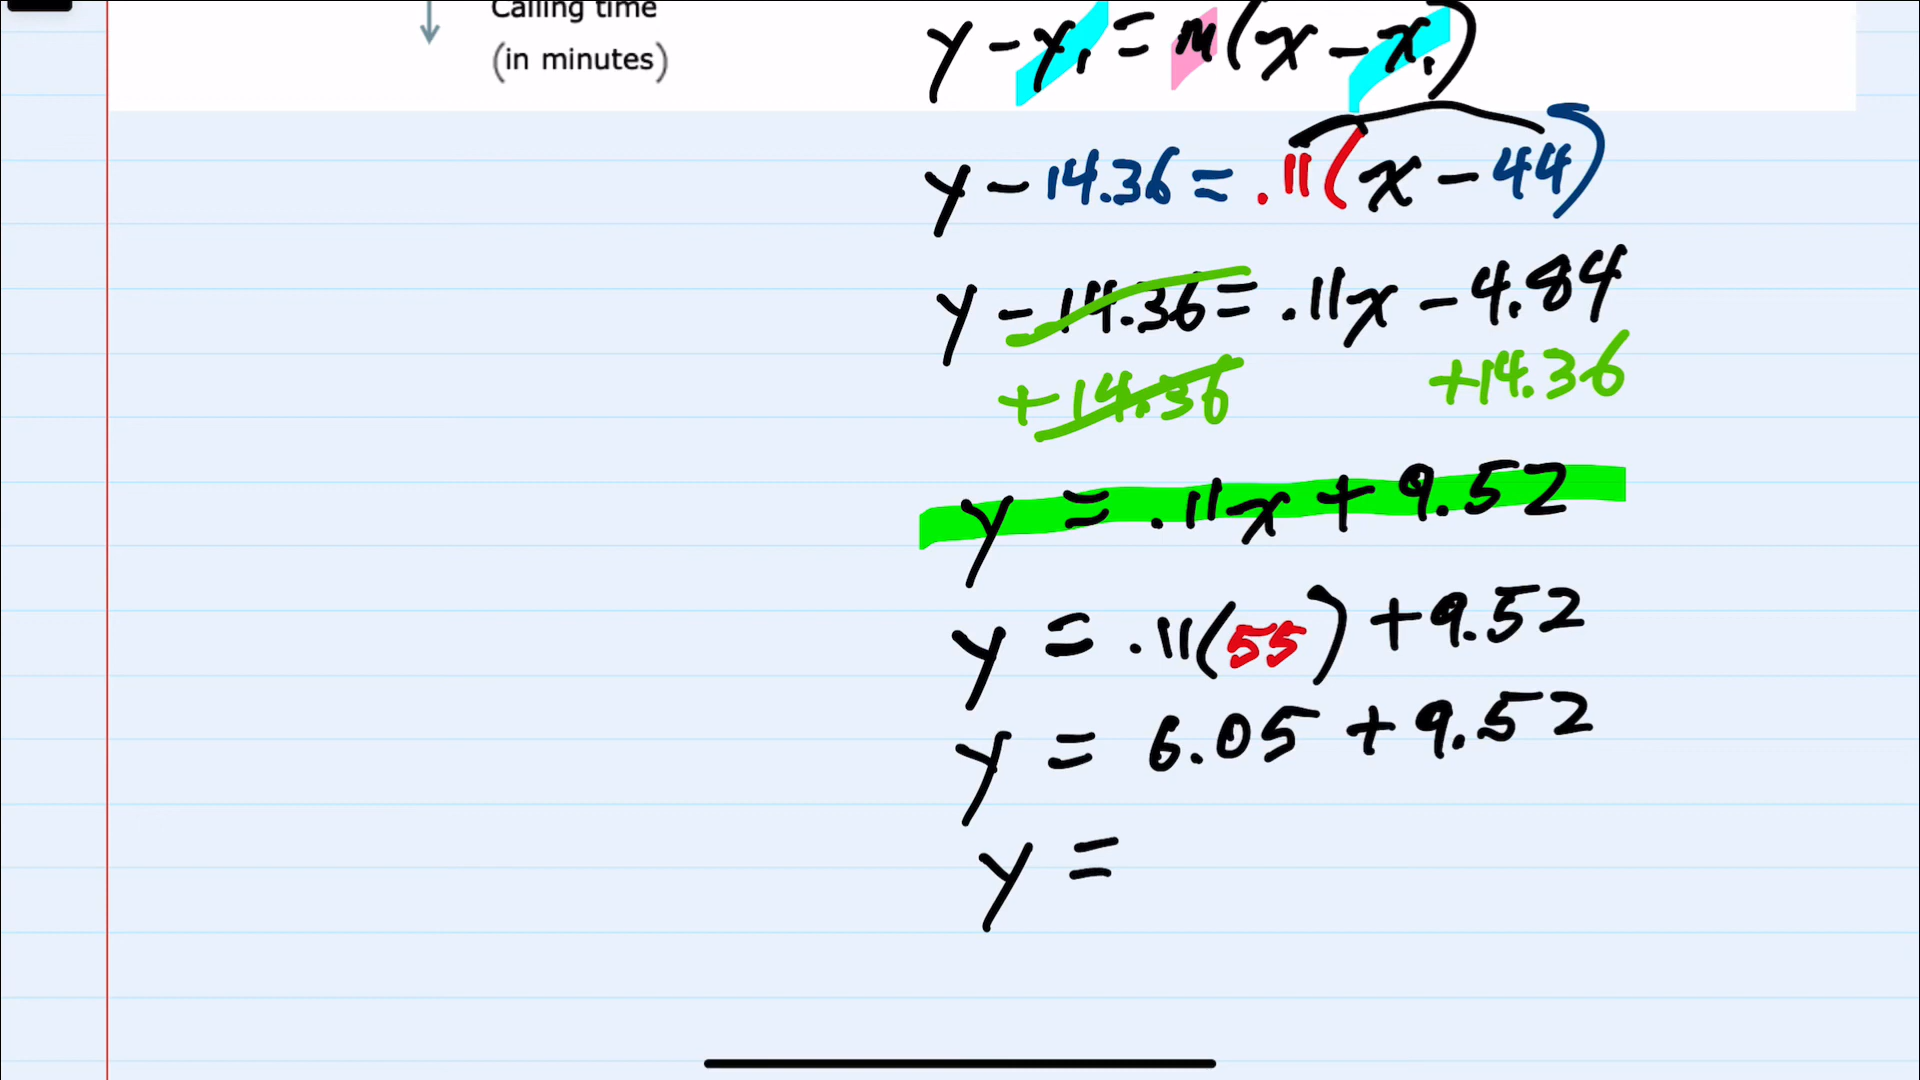 Calling time
(in minutes)
y - y₁ = m(x - x₁)
y - 14.36 = .11(x - 44)
y - 14.36 = .11x - 4.84
+14.36 +14.36
y = .11x + 9.52
y = .11(55) + 9.52
y = 6.05 + 9.52
y =